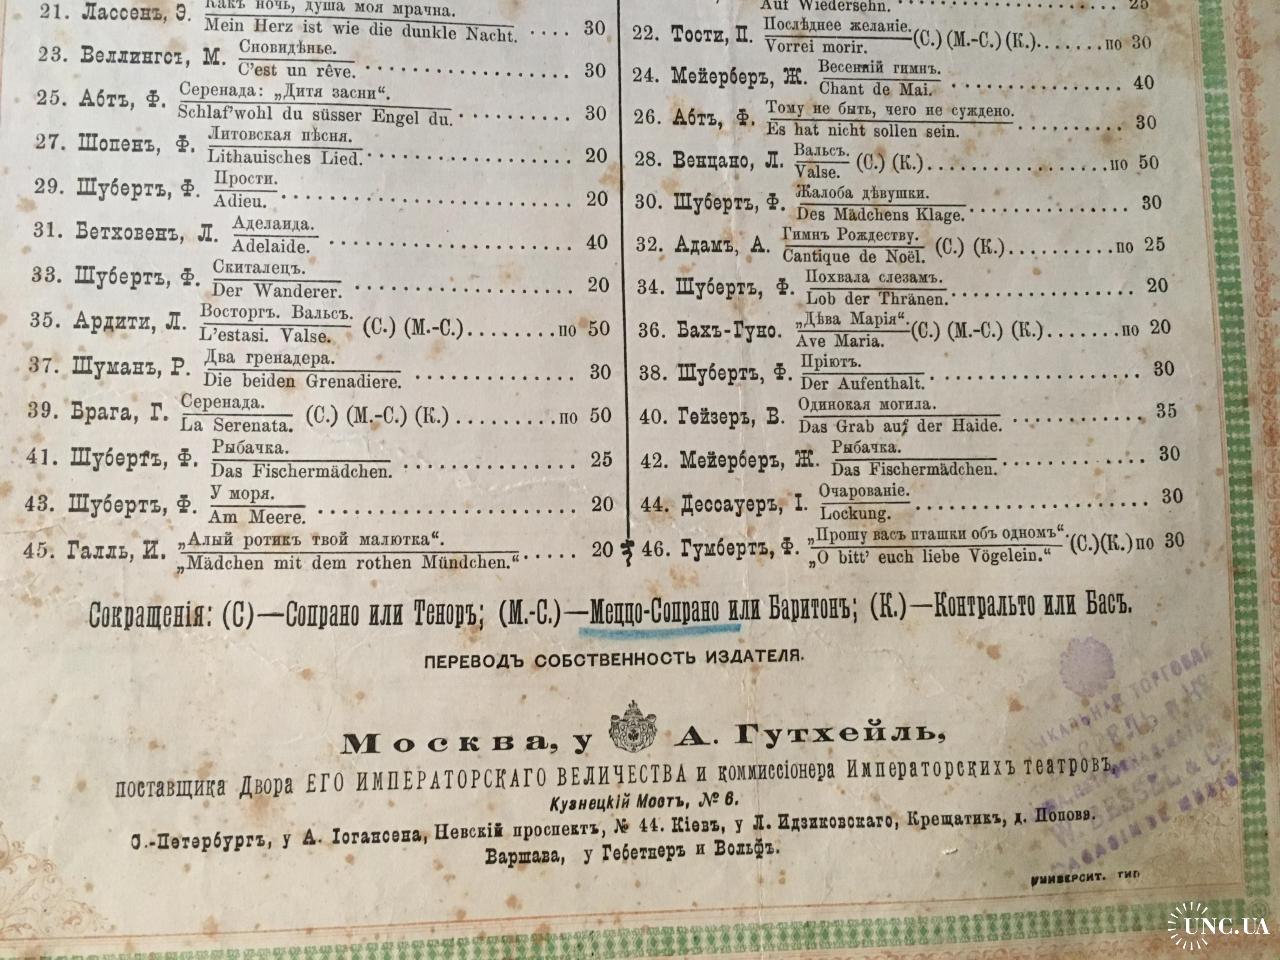 21. Лассенъ, Э. Какъ ночь, душа моя мрачна.
Mein Herz ist wie die dunkle Nacht. .... 30
23. Веллингсъ, М. Сновидѣнье.
C'est un rêve. 30
25. Абтъ, Ф. Серенада: „Дитя засни“.
Schlaf'wohl du süsser Engel du. 30
27. Шопенъ, Ф. Литовская пѣсня.
Lithauisches Lied. 20
29. Шубертъ, Ф. Прости.
Adieu. 20
31. Бетховенъ, Л. Аделаида.
Adelaide. 40
33. Шубертъ, Ф. Скиталецъ.
Der Wanderer. 20
35. Ардити, Л. Восторгъ. Вальсъ.
L'estasi. Valse. (С.) (М.-С.) по 50
37. Шуманъ, Р. Два гренадера.
Die beiden Grenadiere. 30
39. Брага, Г. Серенада.
La Serenata. (С.) (М.-С.) (К.) по 50
41. Шубертъ, Ф. Рыбачка.
Das Fischermädchen. 25
43. Шубертъ, Ф. У моря.
Am Meere. 20
45. Галль, И. „Алый ротикъ твой малютка“.
„Mädchen mit dem rothen Mündchen.“ 20
Auf Wiedersehn. 25
22. Тости, П. Послѣднее желаніе.
Vorrei morir. (С.) (М.-С.) (К.) по 30
24. Мейерберъ, Ж. Весенній гимнъ.
Chant de Mai. 40
26. Абтъ, Ф. Тому не быть, чего не суждено.
Es hat nicht sollen sein. 30
28. Венцано, Л. Вальсъ.
Valse. (С.) (К.) по 50
30. Шубертъ, Ф. Жалоба дѣвушки.
Des Mädchens Klage. 30
32. Адамъ, А. Гимнъ Рождеству.
Cantique de Noël. (С.) (К.) по 25
34. Шубертъ, Ф. Похвала слезамъ.
Lob der Thränen. 20
36. Бахъ-Гуно. „Дѣва Марія“.
Ave Maria. (С.) (М.-С.) (К.) по 20
38. Шубертъ, Ф. Пріютъ.
Der Aufenthalt. 30
40. Гейзеръ, В. Одинокая могила.
Das Grab auf der Haide. 35
42. Мейерберъ, Ж. Рыбачка.
Das Fischermädchen. 30
44. Дессауеръ, І. Очарованіе.
Lockung. 30
46. Гумбертъ, Ф. „Прошу васъ пташки объ одномъ“.
„O bitt' euch liebe Vögelein.“ (С.)(К.) по 30
Сокращенія: (С)—Сопрано или Теноръ; (М.-С.)—Меццо-Сопрано или Баритонъ; (К.)—Контральто или Басъ.
ПЕРЕВОДЪ СОБСТВЕННОСТЬ ИЗДАТЕЛЯ.
Москва, у А. Гутхейль,
поставщика Двора ЕГО ИМПЕРАТОРСКАГО ВЕЛИЧЕСТВА и коммиссіонера Императорскихъ театровъ,
Кузнецкій Мостъ, № 6.
С.-Петербургъ, у А. Іогансена, Невскій проспектъ, № 44. Кіевъ, у Л. Идзиковскаго, Крещатик, д. Попова.
Варшава, у Гебетнер и Вольфъ.
УНИВЕРСИТ. ТИП
W. BESSEL & C
UNC.UA